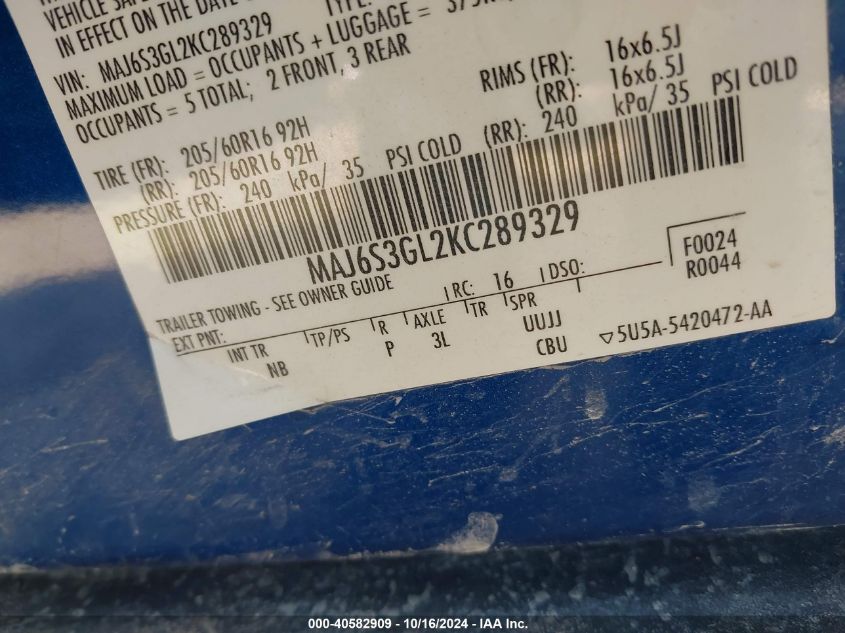 VEHICLE
IN EFFECT ON THE DATE
VIN: MAJ6S3GL2KC289329
TYPE:
MAXIMUM LOAD = OCCUPANTS + LUGGAGE =
OCCUPANTS = 5 TOTAL; 2 FRONT, 3 REAR
RIMS (FR): 16x6.5J
(RR): 16x6.5J
TIRE (FR): 205/60R16 92H
(RR): 205/60R16 92H
PRESSURE (FR): 240 kPa/ 35 PSI COLD (RR): 240 kPa/ 35 PSI COLD
MAJ6S3GL2KC289329
TRAILER TOWING - SEE OWNER GUIDE
EXT PNT: RC: 16 DSO: F0024
R0044
INT TR TP/PS R AXLE TR SPR
NB P 3L UUJJ
CBU ▽5U5A-5420472-AA
000-40582909 - 10/16/2024 - IAA Inc.